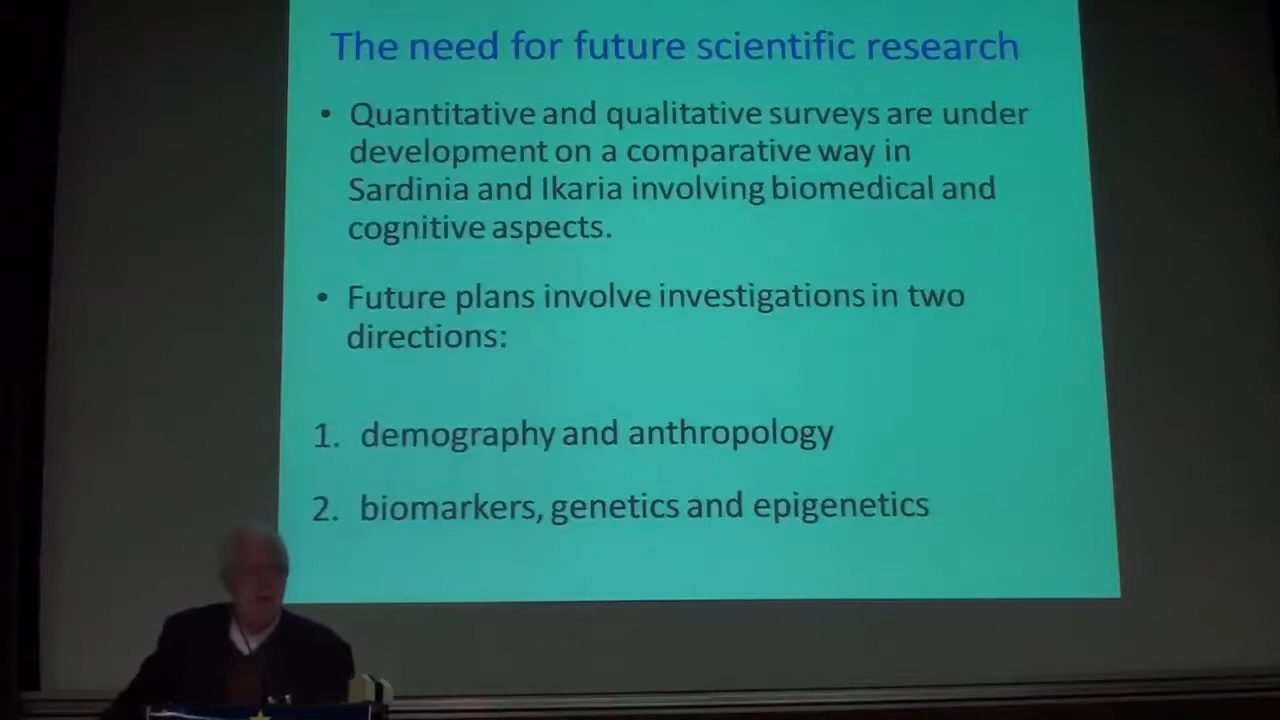 The need for future scientific research
• Quantitative and qualitative surveys are under
development on a comparative way in
Sardinia and Ikaria involving biomedical and
cognitive aspects.
• Future plans involve investigations in two
directions:
1. demography and anthropology
2. biomarkers, genetics and epigenetics